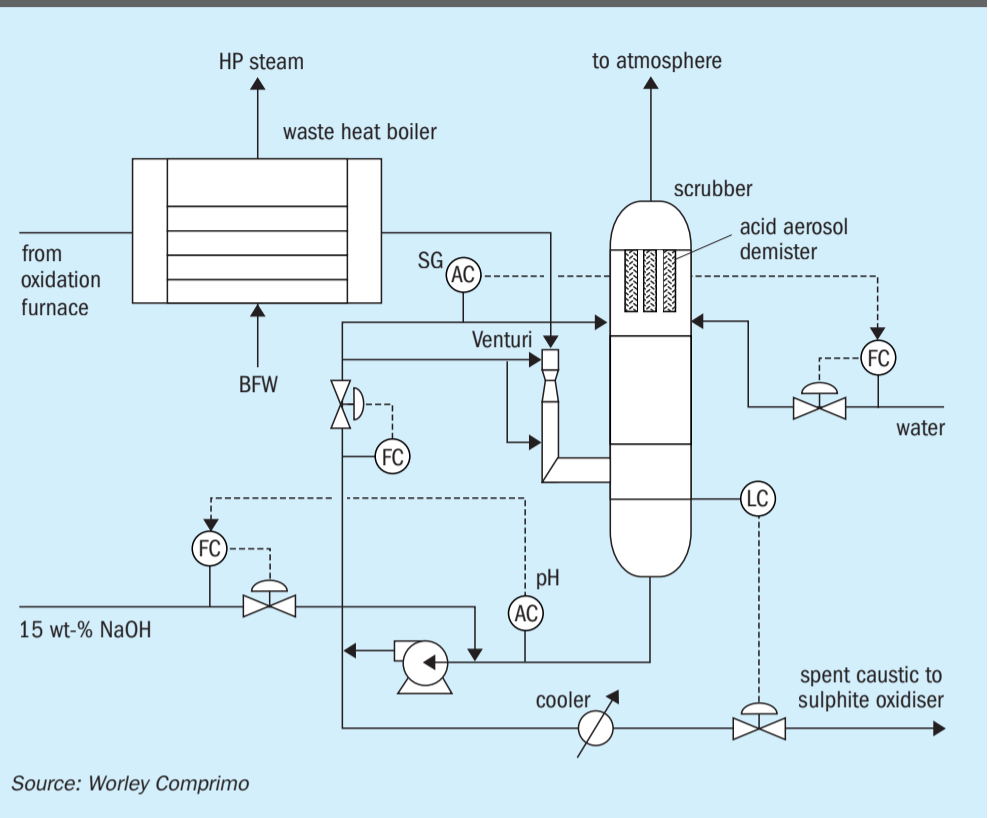 HP steam
to atmosphere
waste heat boiler
scrubber
acid aerosol
demister
from
oxidation
furnace
SG
AC
Venturi
FC
BFW
water
FC
LC
FC
pH
AC
15 wt-% NaOH
spent caustic to
sulphite oxidiser
cooler
Source: Worley Comprimo